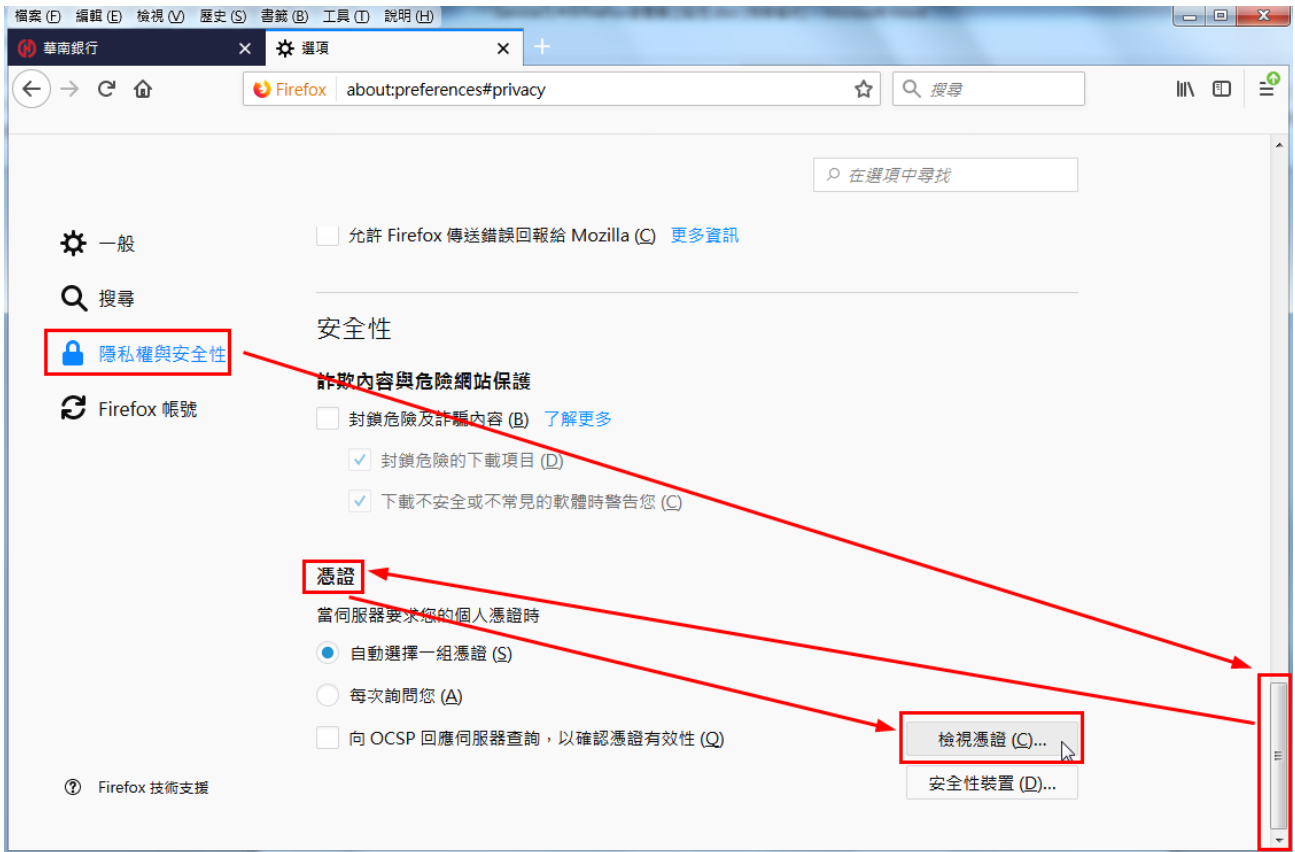 檔案(F) 編輯(E) 檢視(V) 歷史(S) 書籤(B) 工具(T) 說明(H)
華南銀行 選項
Firefox about:preferences#privacy 搜尋
在選項中尋找
一般
搜尋
隱私權與安全性
Firefox 帳號
允許 Firefox 傳送錯誤回報給 Mozilla (C) 更多資訊
安全性
詐欺內容與危險網站保護
封鎖危險及詐騙內容 (B) 了解更多
封鎖危險的下載項目 (D)
下載不安全或不常見的軟體時警告您 (C)
憑證
當伺服器要求您的個人憑證時
自動選擇一組憑證 (S)
每次詢問您 (A)
向 OCSP 回應伺服器查詢，以確認憑證有效性 (Q)
檢視憑證 (C)...
安全性裝置 (D)...
Firefox 技術支援